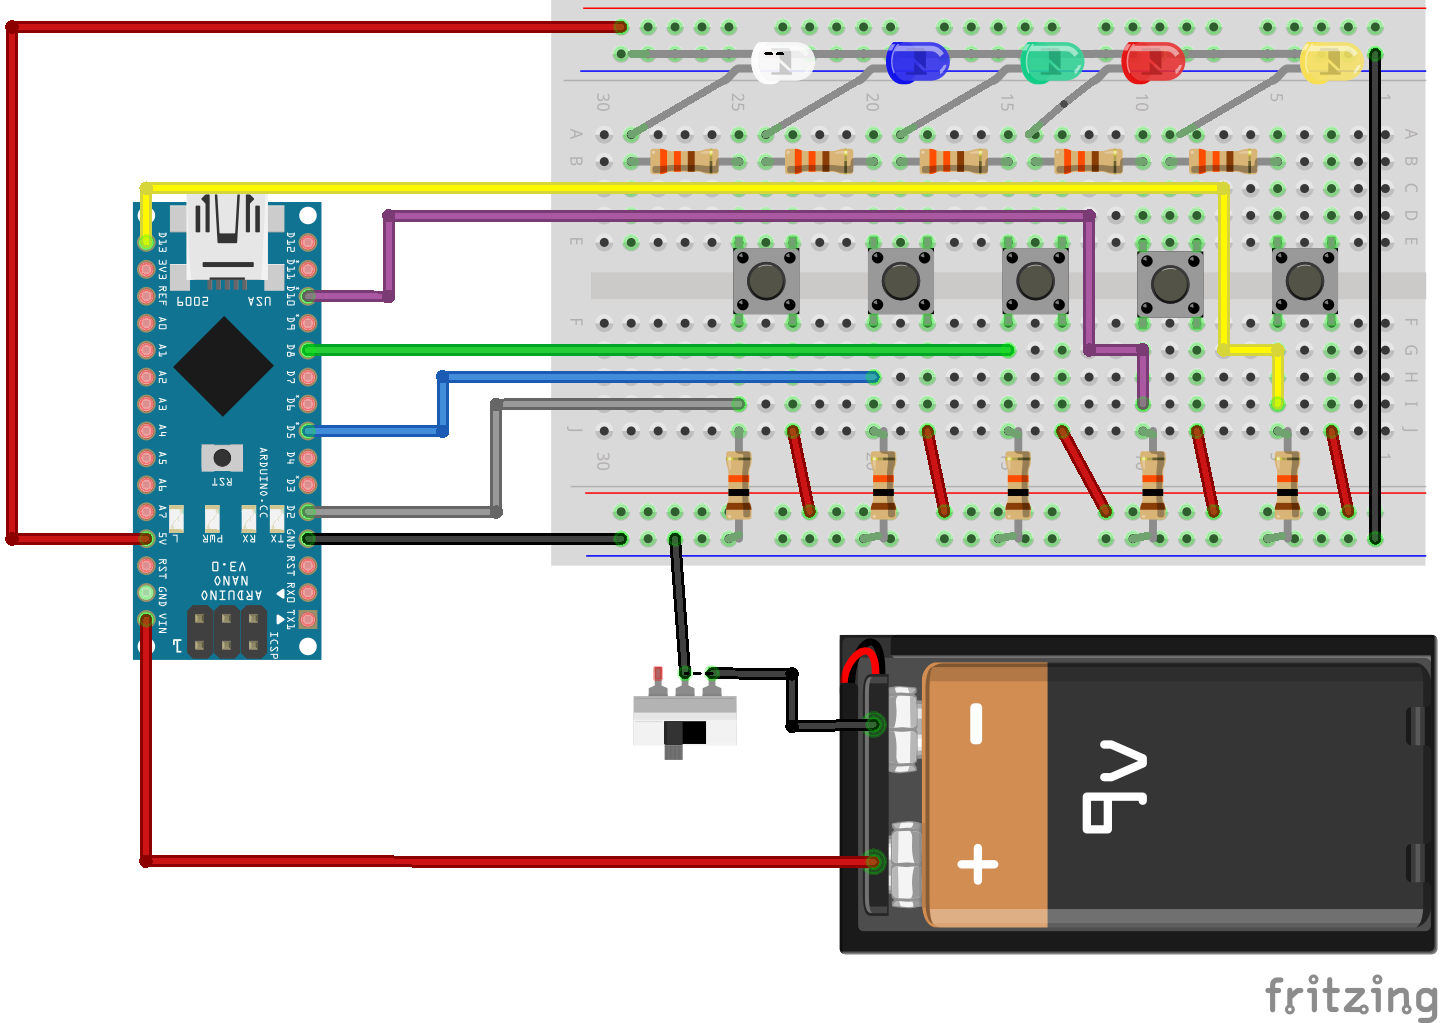 30 25 20 15 10 5 1
A A
B B
C C
D D
E E
F F
G G
H H
I I
J J
30 25 20 15 10 5 1
D13 D12
3V3 D11
REF D10
6005 USA
A0 D9
A1 D8
A2 D7
A3 D6
A4 D5
A5 D4
A6 D3
A7 D2
5V GND
RST RST
GND RX0
VIN TX1
RST
ARDUINO.CC
L PWR RX TX
ARDUINO
NANO
V3.0
ICSP
1
-
+
9V
fritzing